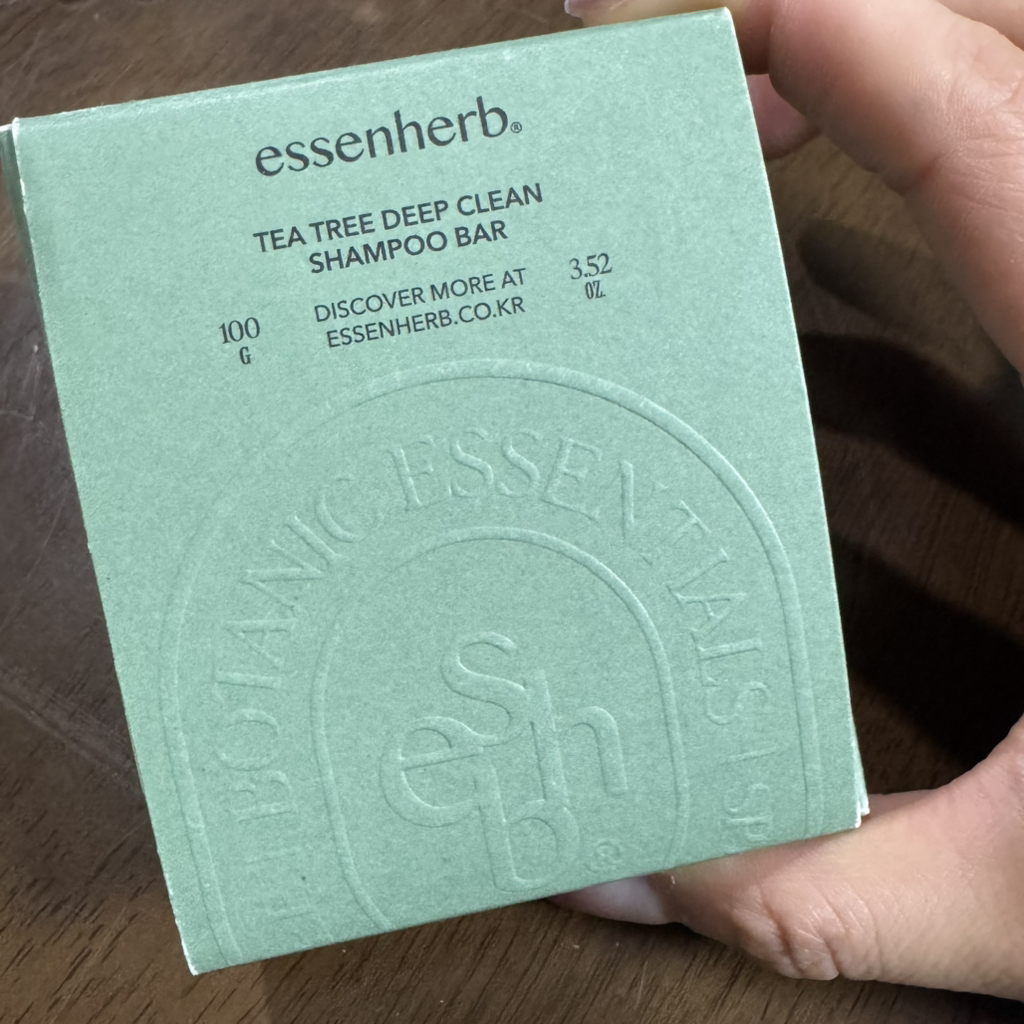 essenherb®
TEA TREE DEEP CLEAN
SHAMPOO BAR
100
G
DISCOVER MORE AT
ESSENHERB.CO.KR
3.52
OZ.
BOTANIC ESSENTIALS
eshb®